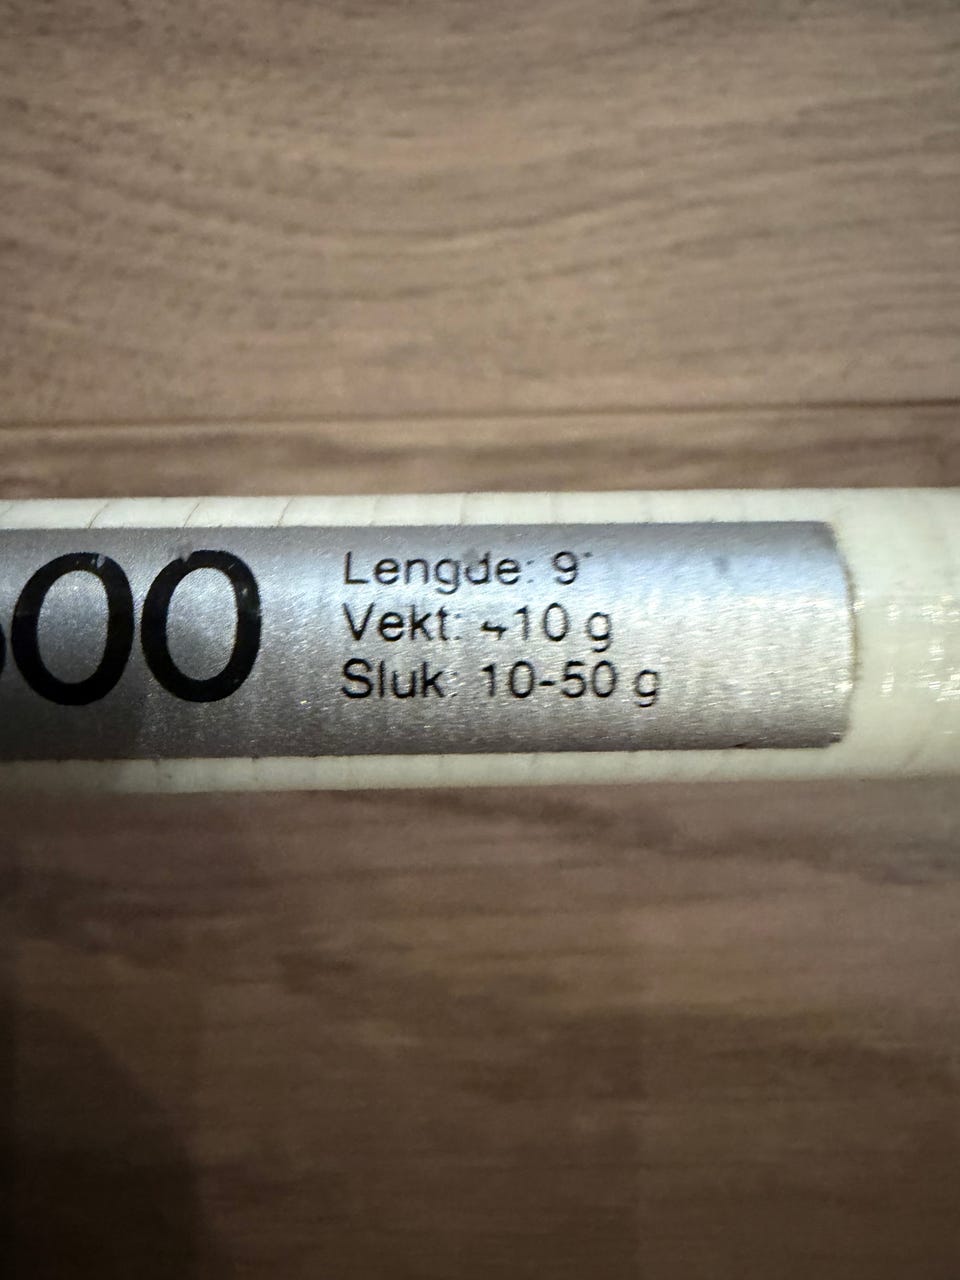 00
Lengde: 9'
Vekt: 410 g
Sluk: 10-50 g